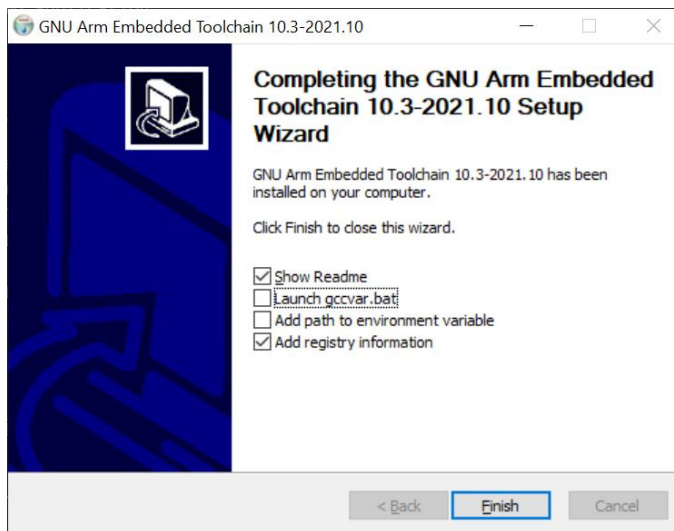 GNU Arm Embedded Toolchain 10.3-2021.10
Completing the GNU Arm Embedded
Toolchain 10.3-2021.10 Setup
Wizard
GNU Arm Embedded Toolchain 10.3-2021.10 has been
installed on your computer.
Click Finish to close this wizard.
Show Readme
Launch gccvar.bat
Add path to environment variable
Add registry information
< Back
Finish
Cancel